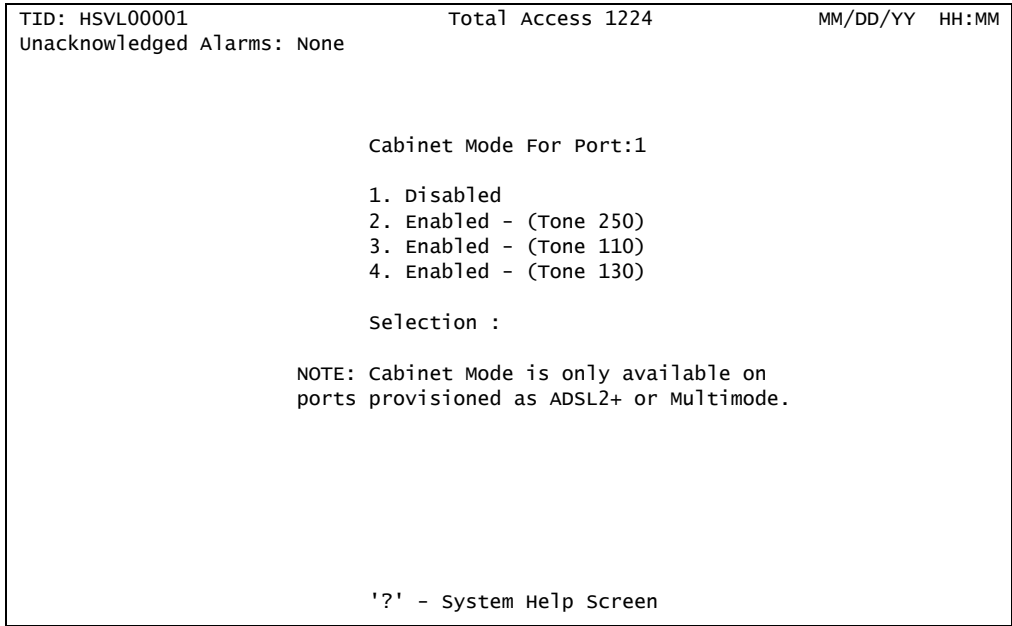 TID: HSVL00001 Total Access 1224 MM/DD/YY HH:MM
Unacknowledged Alarms: None
Cabinet Mode For Port:1
1. Disabled
2. Enabled - (Tone 250)
3. Enabled - (Tone 110)
4. Enabled - (Tone 130)
Selection :
NOTE: Cabinet Mode is only available on
ports provisioned as ADSL2+ or Multimode.
'?' - System Help Screen